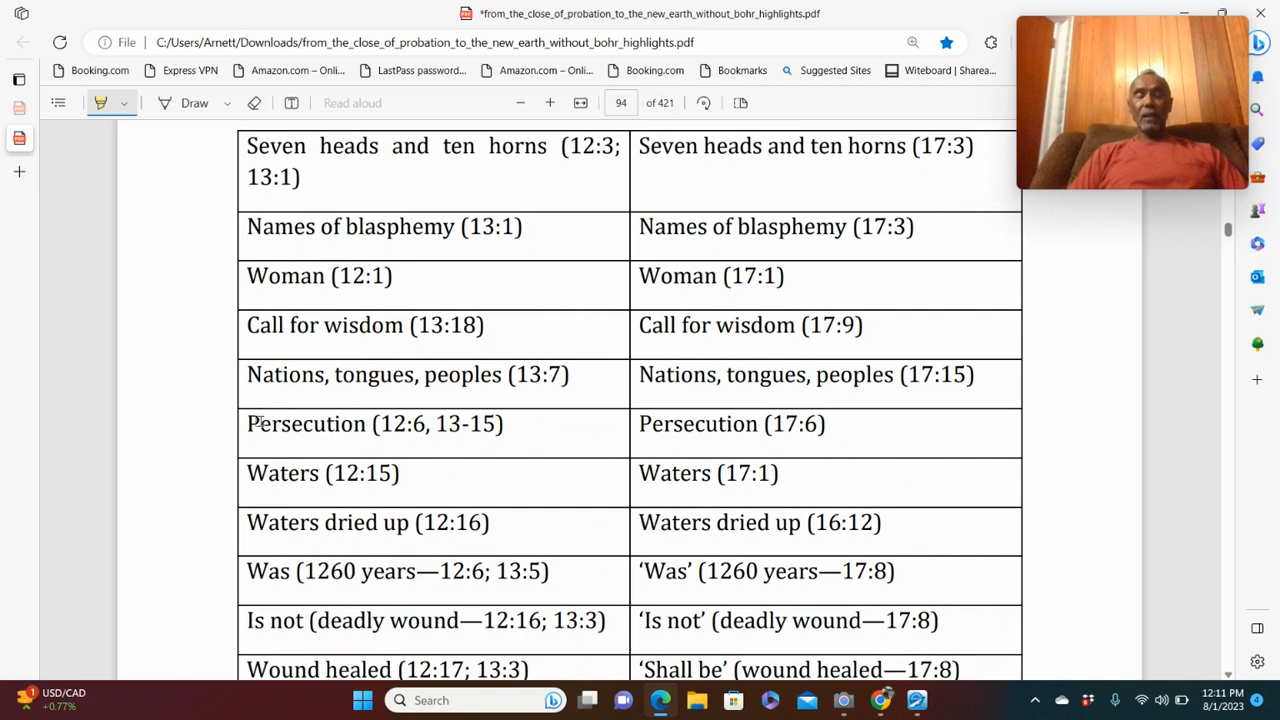 *from_the_close_of_probation_to_the_new_earth_without_bohr_highlights.pdf
File C:/Users/Arnett/Downloads/from_the_close_of_probation_to_the_new_earth_without_bohr_highlights.pdf
Booking.com Express VPN Amazon.com – Onli... LastPass password... Amazon.com – Onlin... Booking.com Bookmarks Suggested Sites Witeboard | Sharea...
Draw Read aloud 94 of 421
Seven heads and ten horns (12:3; 13:1) Seven heads and ten horns (17:3)
Names of blasphemy (13:1) Names of blasphemy (17:3)
Woman (12:1) Woman (17:1)
Call for wisdom (13:18) Call for wisdom (17:9)
Nations, tongues, peoples (13:7) Nations, tongues, peoples (17:15)
Persecution (12:6, 13-15) Persecution (17:6)
Waters (12:15) Waters (17:1)
Waters dried up (12:16) Waters dried up (16:12)
Was (1260 years—12:6; 13:5) ‘Was’ (1260 years—17:8)
Is not (deadly wound—12:16; 13:3) ‘Is not’ (deadly wound—17:8)
Wound healed (12:17; 13:3) ‘Shall be’ (wound healed—17:8)
1 USD/CAD
+0.77%
Search
12:11 PM
8/1/2023
4